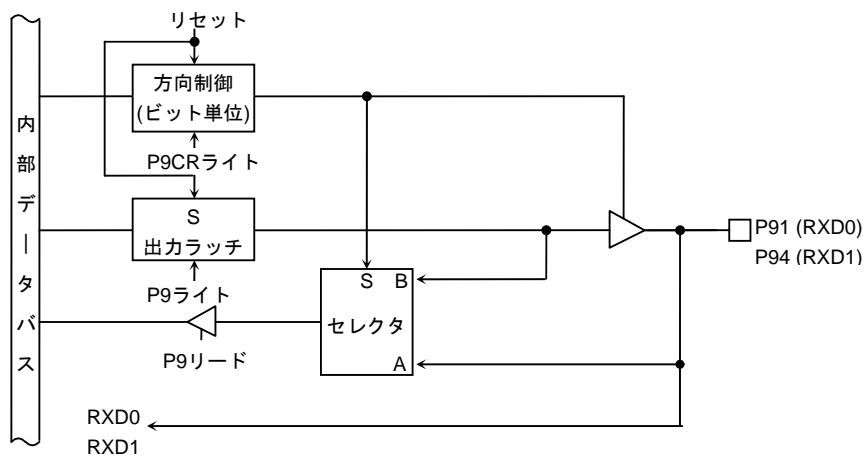 リセット
方向制御
(ビット単位)
P9CRライト
内部データバス
S
出力ラッチ
P9ライト
S B
セレクタ
A
P9リード
P91 (RXD0)
P94 (RXD1)
RXD0
RXD1